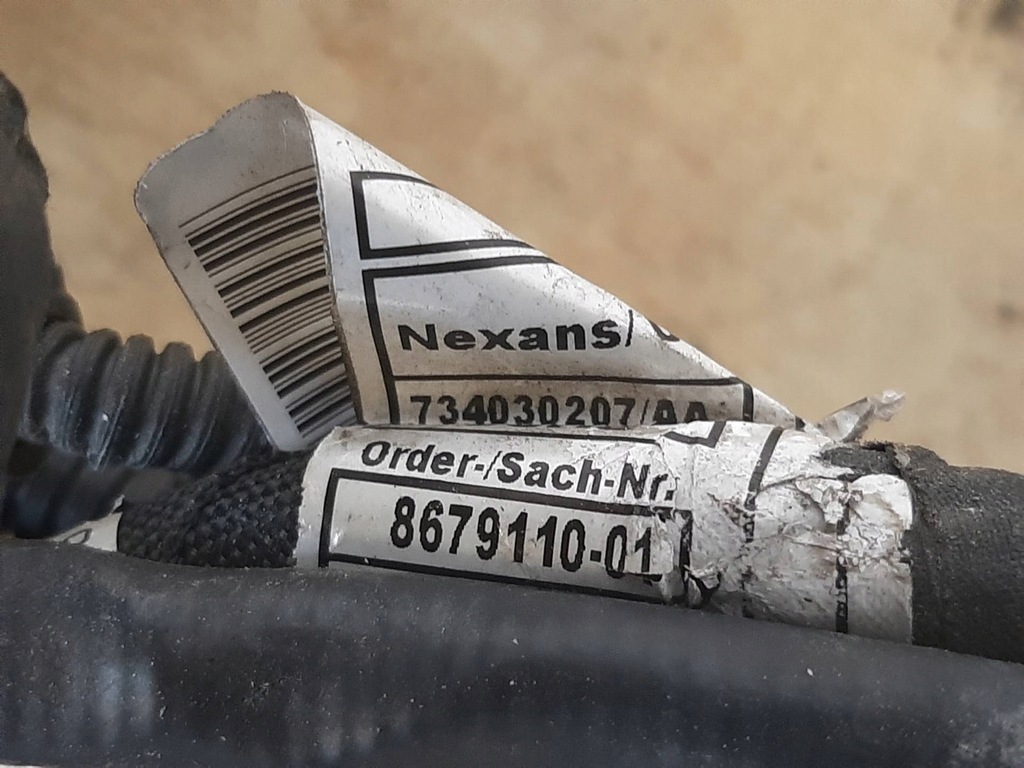 Nexans/
734030207/AA
Order-/Sach-Nr.
8679110-01